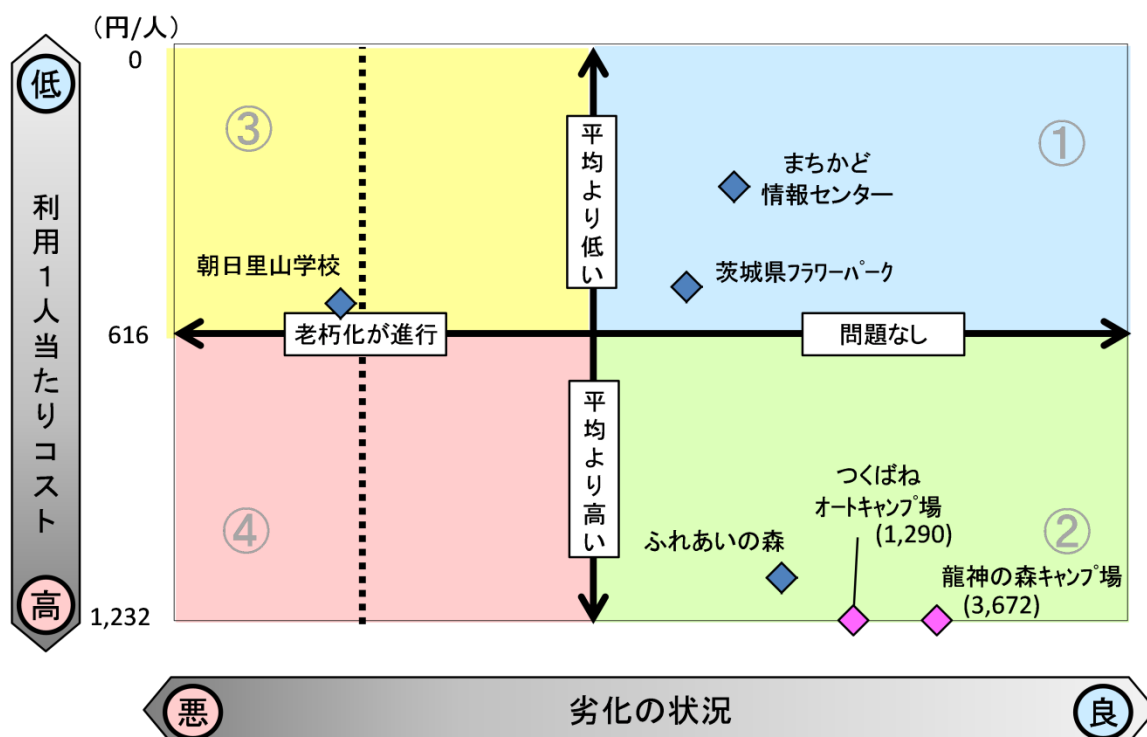 (円/人)
0
低
③
①
平均より低い
まちかど
情報センター
利用１人当たりコスト
朝日里山学校
茨城県ﾌﾗﾜｰﾊﾟｰｸ
616
老朽化が進行
問題なし
平均より高い
つくばね
ｵｰﾄｷｬﾝﾌﾟ場
(1,290)
④
ふれあいの森
②
龍神の森ｷｬﾝﾌﾟ場
(3,672)
高
1,232
悪
劣化の状況
良